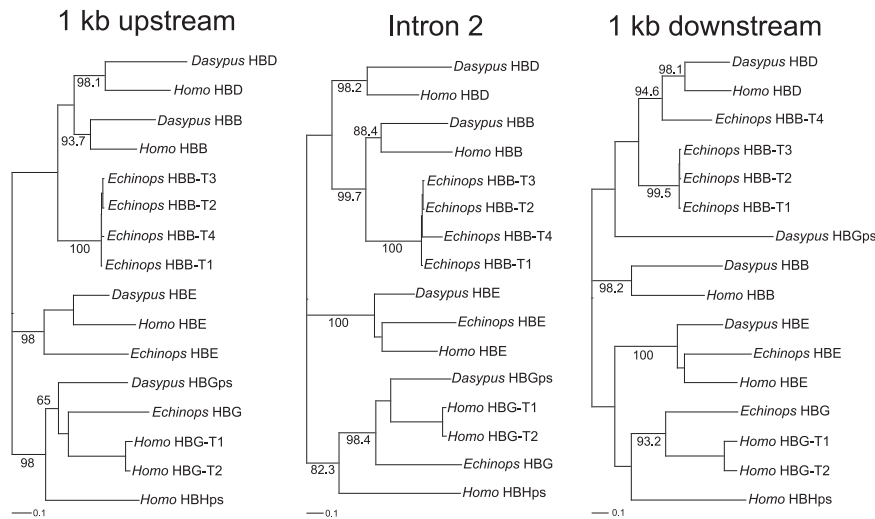 1 kb upstream
Dasypus HBD
98.1
Homo HBD
Dasypus HBB
93.7
Homo HBB
Echinops HBB-T3
Echinops HBB-T2
Echinops HBB-T4
100
Echinops HBB-T1
Dasypus HBE
Homo HBE
98
Echinops HBE
Dasypus HBGps
65
Echinops HBG
Homo HBG-T1
98
Homo HBG-T2
Homo HBHps
0.1
Intron 2
Dasypus HBD
98.2
Homo HBD
Dasypus HBB
88.4
Homo HBB
Echinops HBB-T3
99.7
Echinops HBB-T2
Echinops HBB-T4
100
Echinops HBB-T1
Dasypus HBE
100
Echinops HBE
Homo HBE
Dasypus HBGps
Homo HBG-T1
98.4
Homo HBG-T2
Echinops HBG
82.3
Homo HBHps
0.1
1 kb downstream
Dasypus HBD
98.1
Homo HBD
94.6
Echinops HBB-T4
Echinops HBB-T3
Echinops HBB-T2
99.5
Echinops HBB-T1
Dasypus HBGps
Dasypus HBB
98.2
Homo HBB
Dasypus HBE
100
Echinops HBE
Homo HBE
Echinops HBG
93.2
Homo HBG-T1
Homo HBG-T2
Homo HBHps
0.1